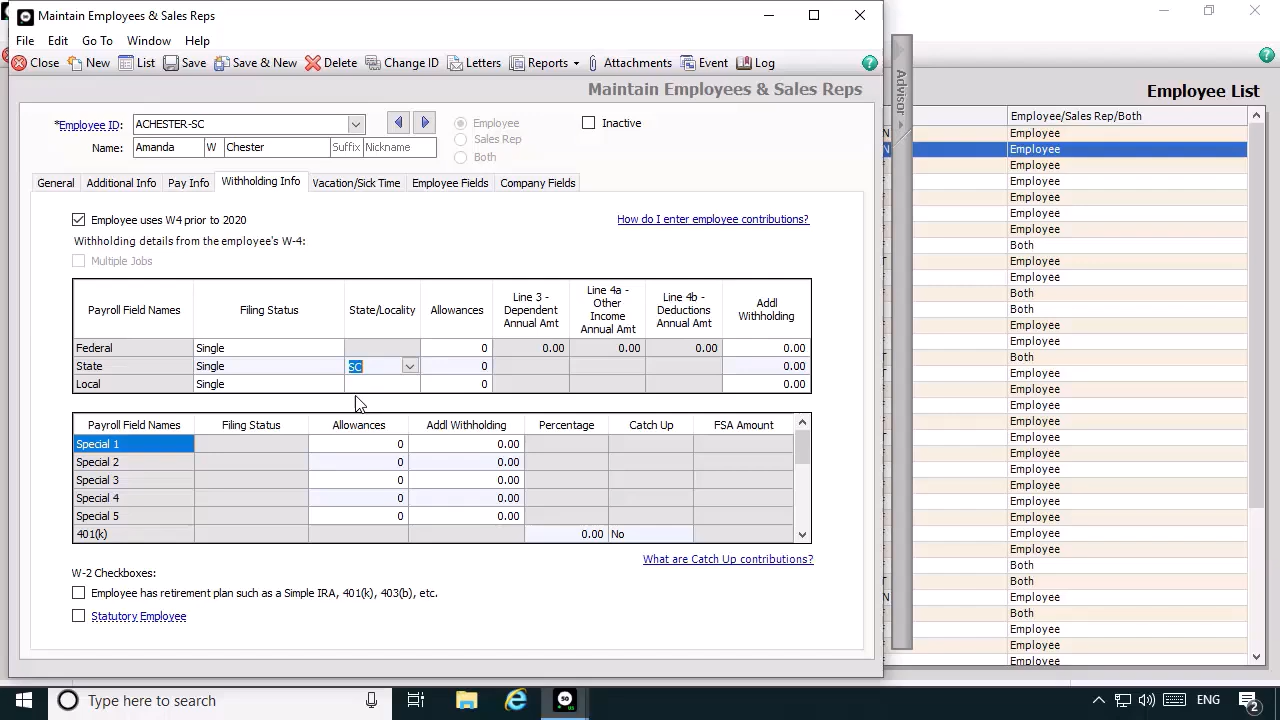 Maintain Employees & Sales Reps
File Edit Go To Window Help
Close New List Save Save & New Delete Change ID Letters Reports Attachments Event Log
Maintain Employees & Sales Reps
*Employee ID: ACHESTER-SC
Employee
Inactive
Name: Amanda W Chester Suffix Nickname
Sales Rep
Both
General Additional Info Pay Info Withholding Info Vacation/Sick Time Employee Fields Company Fields
Employee uses W4 prior to 2020
How do I enter employee contributions?
Withholding details from the employee's W-4:
Multiple Jobs
Payroll Field Names Filing Status State/Locality Allowances Line 3 - Dependent Annual Amt Line 4a - Other Income Annual Amt Line 4b - Deductions Annual Amt Addl Withholding
Federal Single 0 0.00 0.00 0.00 0.00
State Single SC 0 0.00
Local Single 0 0.00
Payroll Field Names Filing Status Allowances Addl Withholding Percentage Catch Up FSA Amount
Special 1 0 0.00
Special 2 0 0.00
Special 3 0 0.00
Special 4 0 0.00
Special 5 0 0.00
401(k) 0.00 No
What are Catch Up contributions?
W-2 Checkboxes:
Employee has retirement plan such as a Simple IRA, 401(k), 403(b), etc.
Statutory Employee
Advisor
Employee List
Employee/Sales Rep/Both
Employee
Employee
Employee
Employee
Employee
Employee
Employee
Both
Employee
Employee
Both
Both
Employee
Employee
Both
Employee
Employee
Employee
Employee
Employee
Employee
Employee
Employee
Employee
Employee
Employee
Employee
Both
Both
Employee
Both
Employee
Employee
Employee
Type here to search
ENG
2